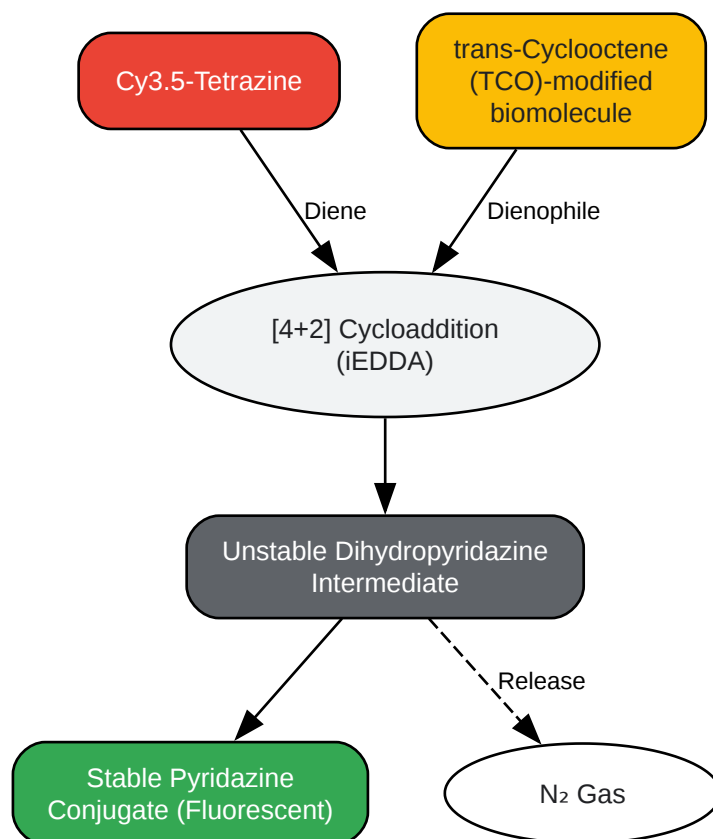 Cy3.5-Tetrazine
trans-Cyclooctene
(TCO)-modified
biomolecule
Diene
Dienophile
[4+2] Cycloaddition
(iEDDA)
Unstable Dihydropyridazine
Intermediate
Release
Stable Pyridazine
Conjugate (Fluorescent)
N₂ Gas